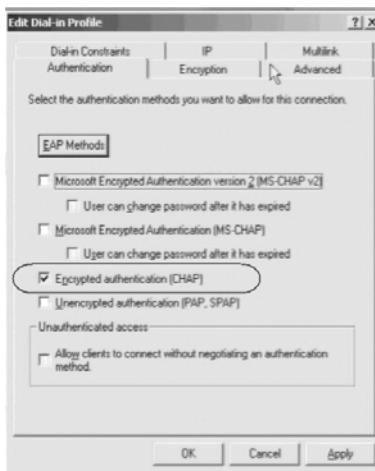 Edit Dial-in Profile
Dial-in Constraints IP Multilink
Authentication Encryption Advanced
Select the authentication methods you want to allow for this connection.
EAP Methods
Microsoft Encrypted Authentication version 2 (MS-CHAP v2)
User can change password after it has expired
Microsoft Encrypted Authentication (MS-CHAP)
User can change password after it has expired
Encrypted authentication (CHAP)
Unencrypted authentication (PAP, SPAP)
Unauthenticated access
Allow clients to connect without negotiating an authentication
method.
OK Cancel Apply